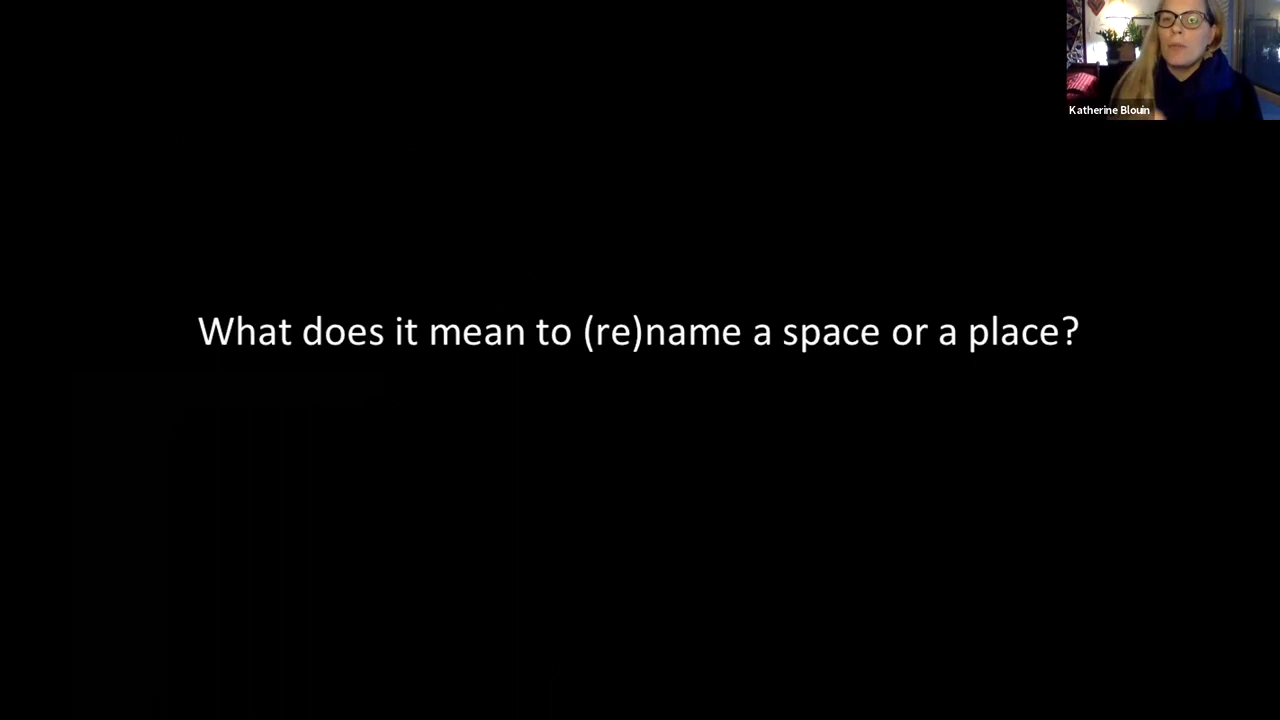 Katherine Blouin
What does it mean to (re)name a space or a place?